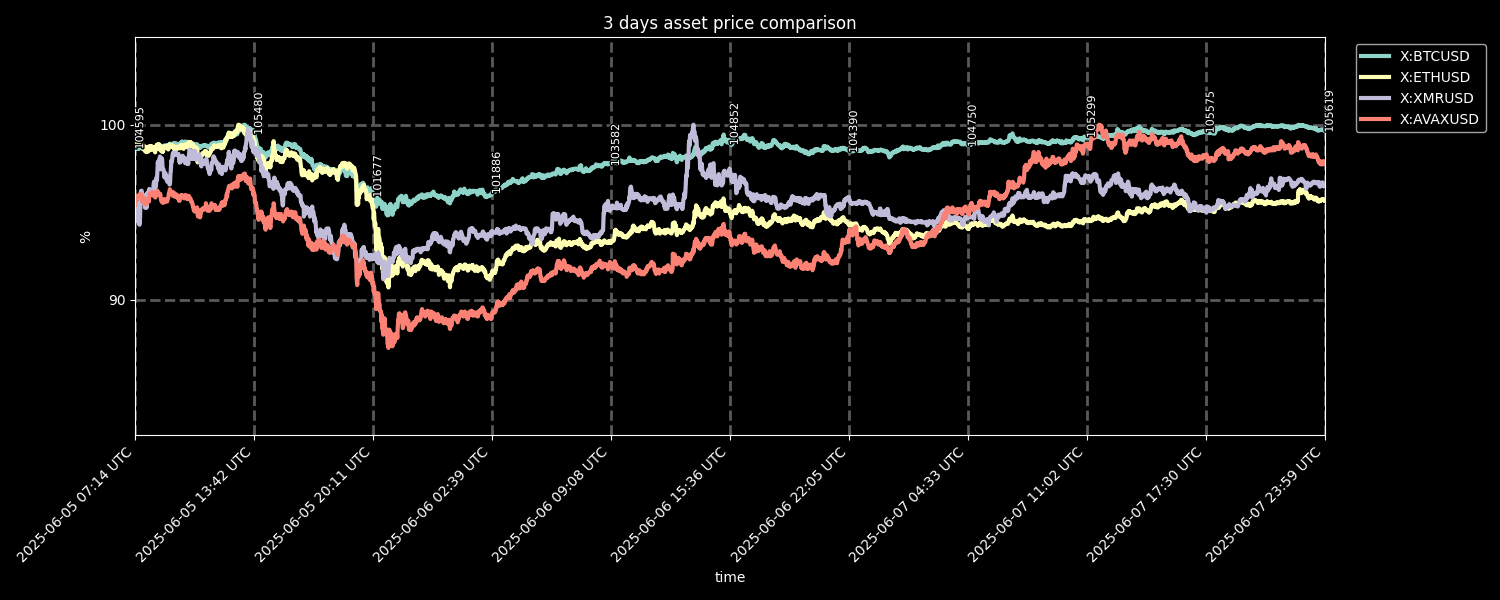 3 days asset price comparison
X:BTCUSD
X:ETHUSD
X:XMRUSD
X:AVAXUSD
100
90
%
104595
105480
101677
101886
103582
104852
104390
104750
105299
105575
105619
2025-06-05 07:14 UTC
2025-06-05 13:42 UTC
2025-06-05 20:11 UTC
2025-06-06 02:39 UTC
2025-06-06 09:08 UTC
2025-06-06 15:36 UTC
2025-06-06 22:05 UTC
2025-06-07 04:33 UTC
2025-06-07 11:02 UTC
2025-06-07 17:30 UTC
2025-06-07 23:59 UTC
time